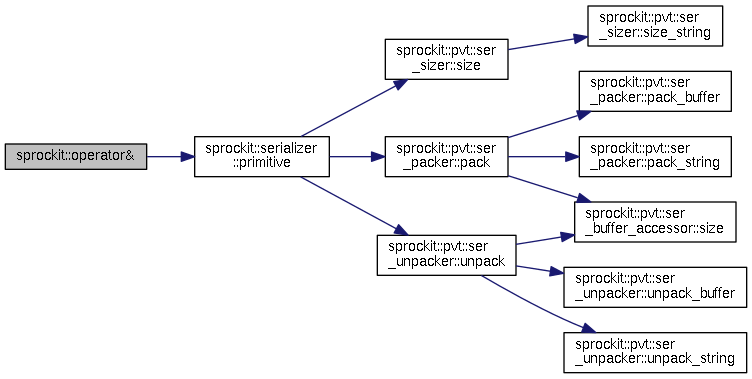 sprockit::operator&
sprockit::serializer
::primitive
sprockit::pvt::ser
_sizer::size
sprockit::pvt::ser
_packer::pack
sprockit::pvt::ser
_unpacker::unpack
sprockit::pvt::ser
_sizer::size_string
sprockit::pvt::ser
_packer::pack_buffer
sprockit::pvt::ser
_packer::pack_string
sprockit::pvt::ser
_buffer_accessor::size
sprockit::pvt::ser
_unpacker::unpack_buffer
sprockit::pvt::ser
_unpacker::unpack_string